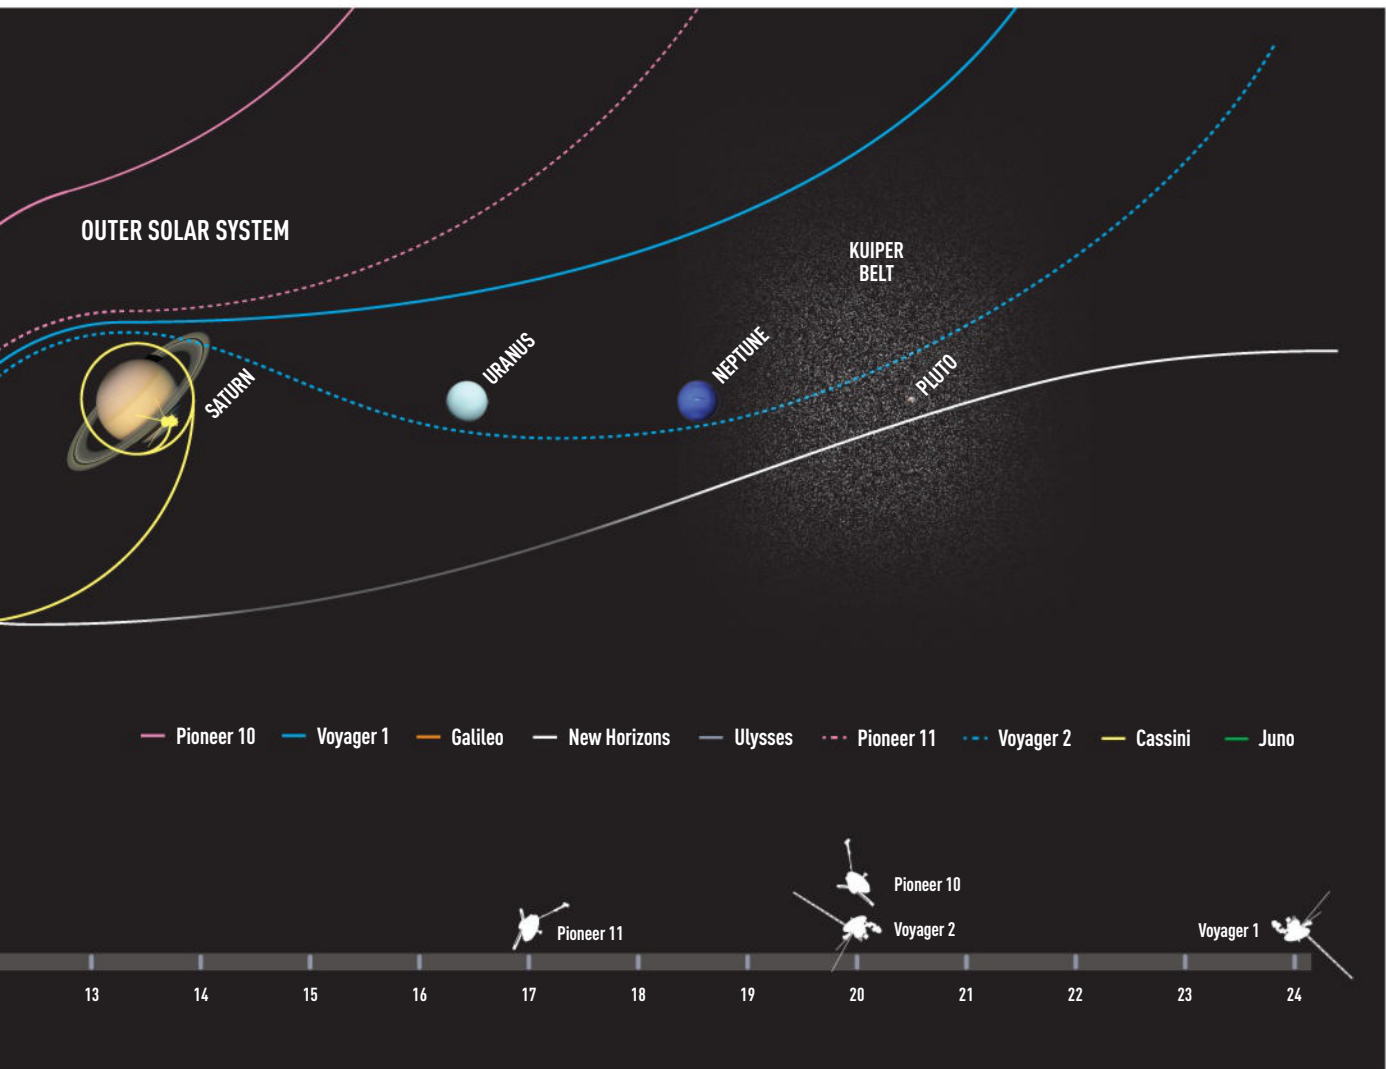 OUTER SOLAR SYSTEM
KUIPER
BELT
SATURN
URANUS
NEPTUNE
PLUTO
Pioneer 10 Voyager 1 Galileo New Horizons Ulysses Pioneer 11 Voyager 2 Cassini Juno
Pioneer 10
Pioneer 11
Voyager 2
Voyager 1
13 14 15 16 17 18 19 20 21 22 23 24